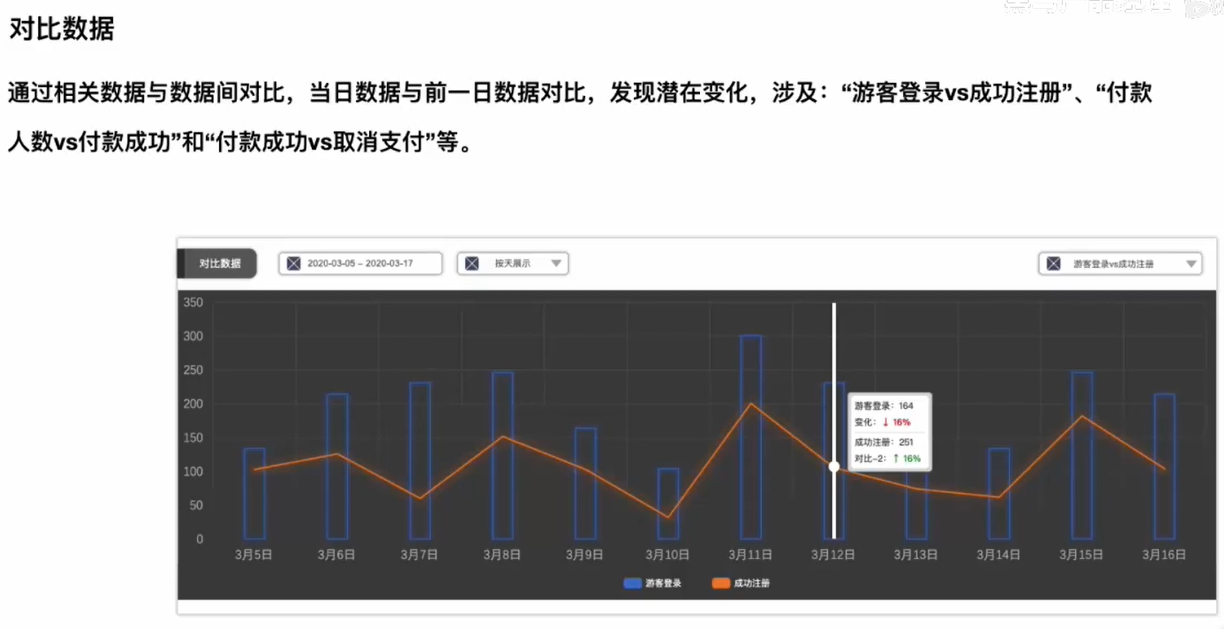 对比数据
通过相关数据与数据间对比，当日数据与前一日数据对比，发现潜在变化，涉及：“游客登录vs成功注册”、“付款
人数vs付款成功”和“付款成功vs取消支付”等。
对比数据 2020-03-05 – 2020-03-17 按天展示 游客登录vs成功注册
350
300
250
200
150
100
50
0
游客登录：164
变化：↓ 16%
成功注册：251
对比-2：↑ 16%
3月5日 3月6日 3月7日 3月8日 3月9日 3月10日 3月11日 3月12日 3月13日 3月14日 3月15日 3月16日
游客登录 成功注册